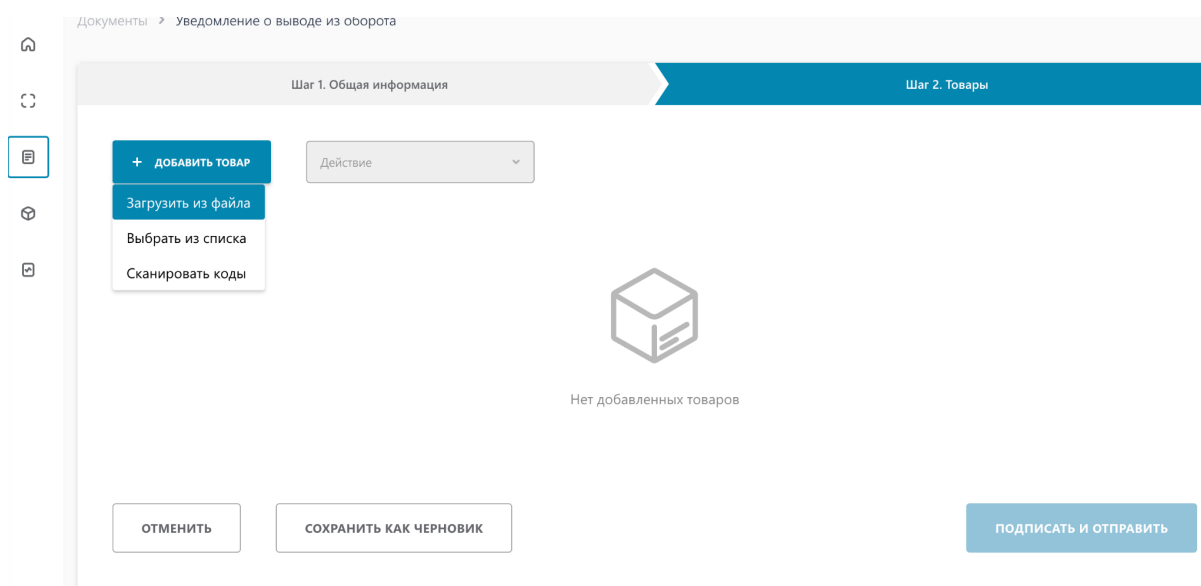 Документы > Уведомление о выводе из оборота
Шаг 1. Общая информация
Шаг 2. Товары
+ ДОБАВИТЬ ТОВАР
Действие
Загрузить из файла
Выбрать из списка
Сканировать коды
Нет добавленных товаров
ОТМЕНИТЬ
СОХРАНИТЬ КАК ЧЕРНОВИК
ПОДПИСАТЬ И ОТПРАВИТЬ